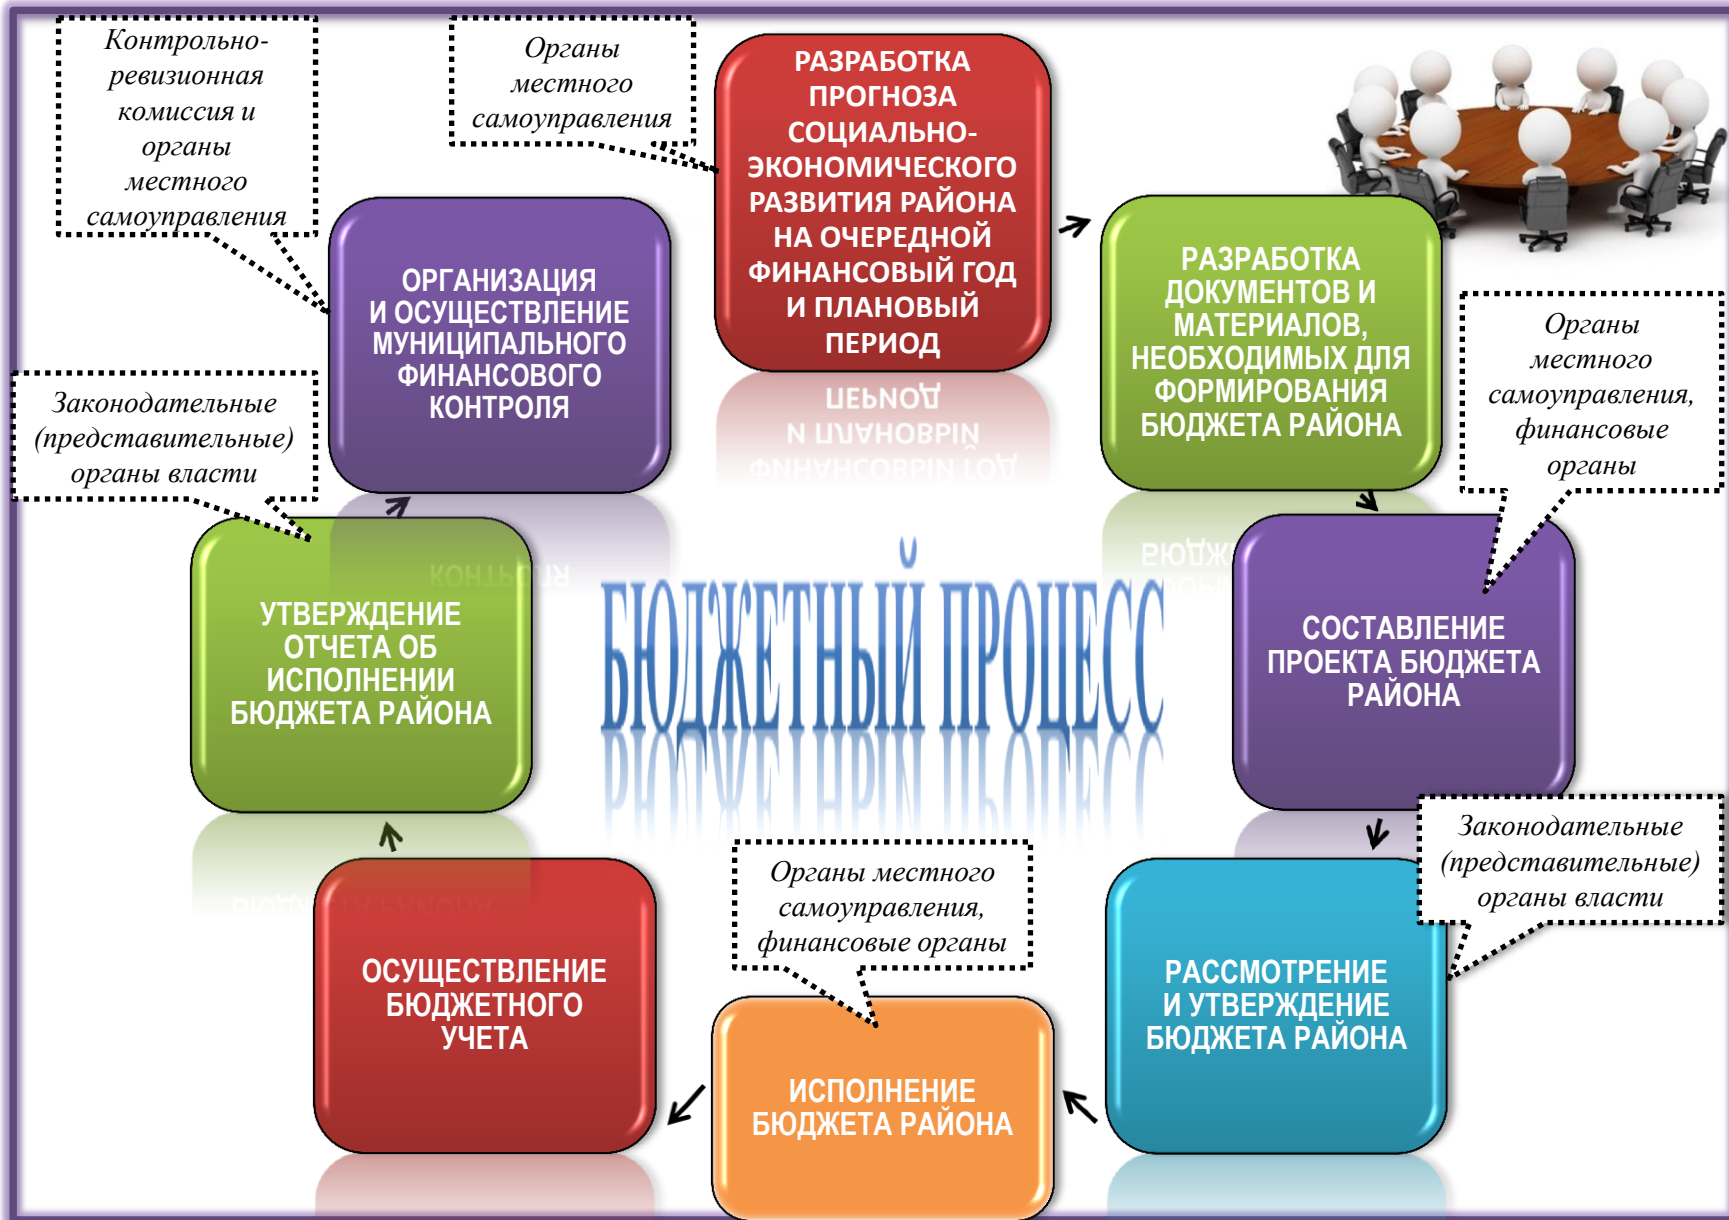 Контрольно-
ревизионная
комиссия и
органы
местного
самоуправления
Органы
местного
самоуправления
РАЗРАБОТКА
ПРОГНОЗА
СОЦИАЛЬНО-
ЭКОНОМИЧЕСКОГО
РАЗВИТИЯ РАЙОНА
НА ОЧЕРЕДНОЙ
ФИНАНСОВЫЙ ГОД
И ПЛАНОВЫЙ
ПЕРИОД
РАЗРАБОТКА
ДОКУМЕНТОВ И
МАТЕРИАЛОВ,
НЕОБХОДИМЫХ ДЛЯ
ФОРМИРОВАНИЯ
БЮДЖЕТА РАЙОНА
Органы
местного
самоуправления,
финансовые
органы
СОСТАВЛЕНИЕ
ПРОЕКТА БЮДЖЕТА
РАЙОНА
Законодательные
(представительные)
органы власти
РАССМОТРЕНИЕ
И УТВЕРЖДЕНИЕ
БЮДЖЕТА РАЙОНА
Органы местного
самоуправления,
финансовые органы
ИСПОЛНЕНИЕ
БЮДЖЕТА РАЙОНА
ОСУЩЕСТВЛЕНИЕ
БЮДЖЕТНОГО
УЧЕТА
Законодательные
(представительные)
органы власти
УТВЕРЖДЕНИЕ
ОТЧЕТА ОБ
ИСПОЛНЕНИИ
БЮДЖЕТА РАЙОНА
ОРГАНИЗАЦИЯ
И ОСУЩЕСТВЛЕНИЕ
МУНИЦИПАЛЬНОГО
ФИНАНСОВОГО
КОНТРОЛЯ
БЮДЖЕТНЫЙ ПРОЦЕСС